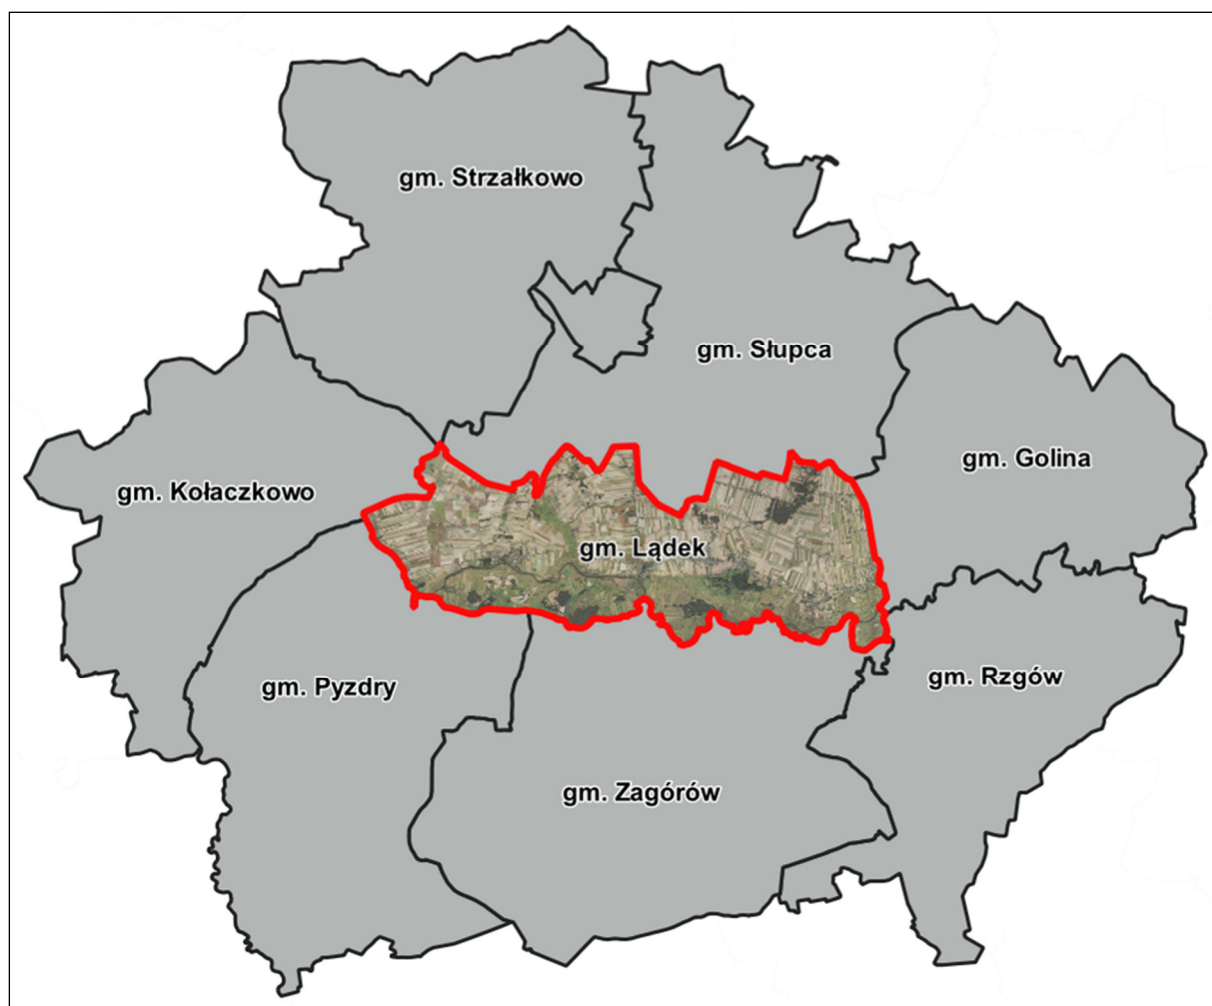 gm. Strzałkowo
gm. Słupca
gm. Golina
gm. Kołaczkowo
gm. Lądek
gm. Rzgów
gm. Pyzdry
gm. Zagórów